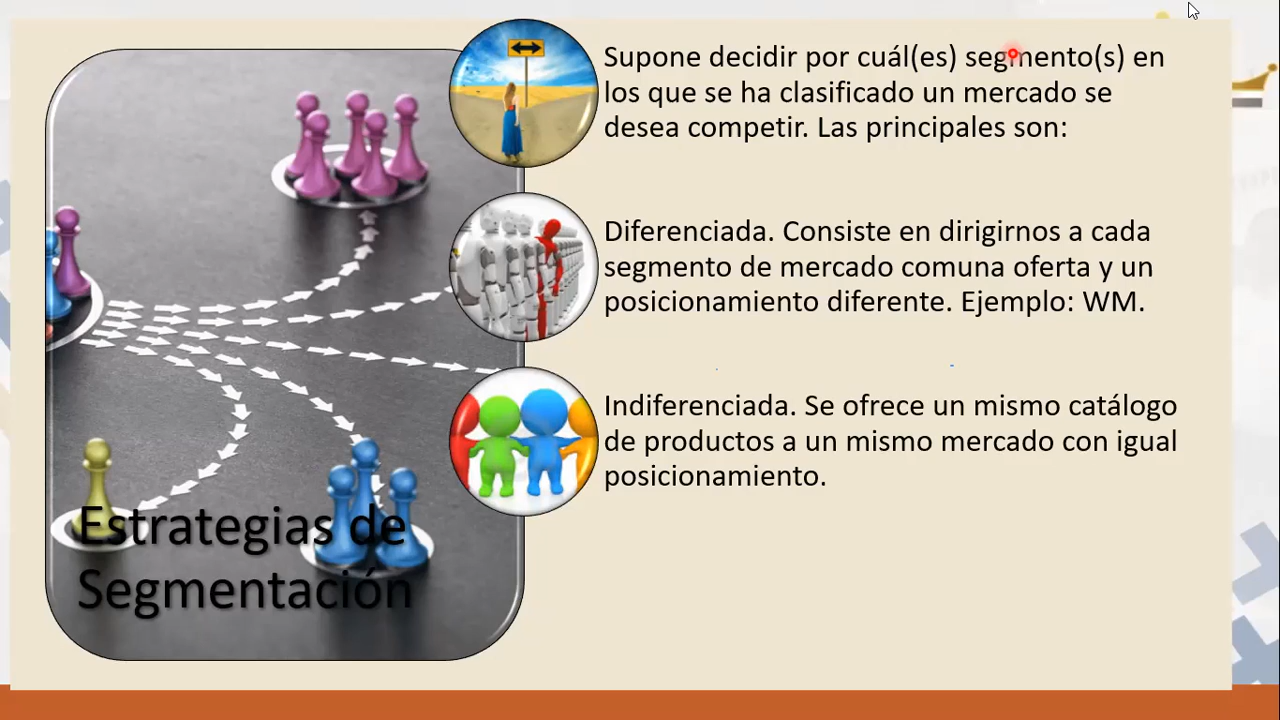 Supone decidir por cuál(es) segmento(s) en
los que se ha clasificado un mercado se
desea competir. Las principales son:
Diferenciada. Consiste en dirigirnos a cada
segmento de mercado comuna oferta y un
posicionamiento diferente. Ejemplo: WM.
Indiferenciada. Se ofrece un mismo catálogo
de productos a un mismo mercado con igual
posicionamiento.
Estrategias de
Segmentación